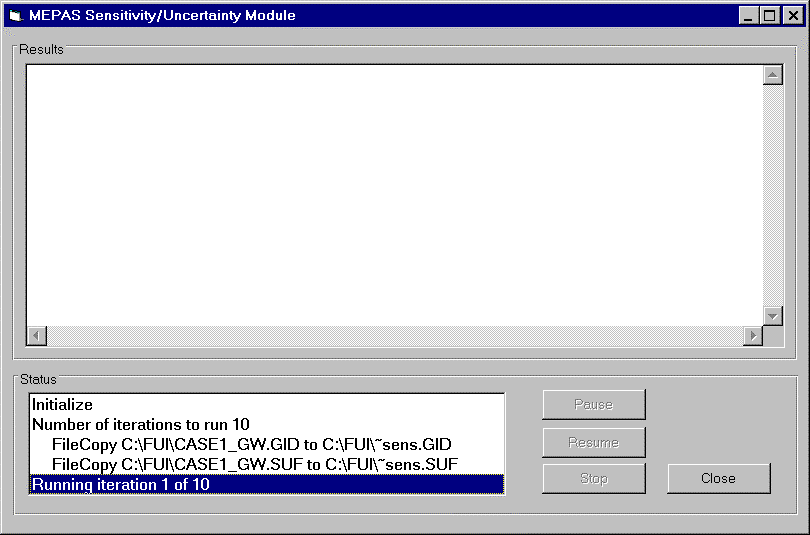 MEPAS Sensitivity/Uncertainty Module
Results
Status
Initialize
Number of iterations to run 10
FileCopy C:\FUI\CASE1_GW.GID to C:\FUI\~sens.GID
FileCopy C:\FUI\CASE1_GW.SUF to C:\FUI\~sens.SUF
Running iteration 1 of 10
Pause
Resume
Stop
Close